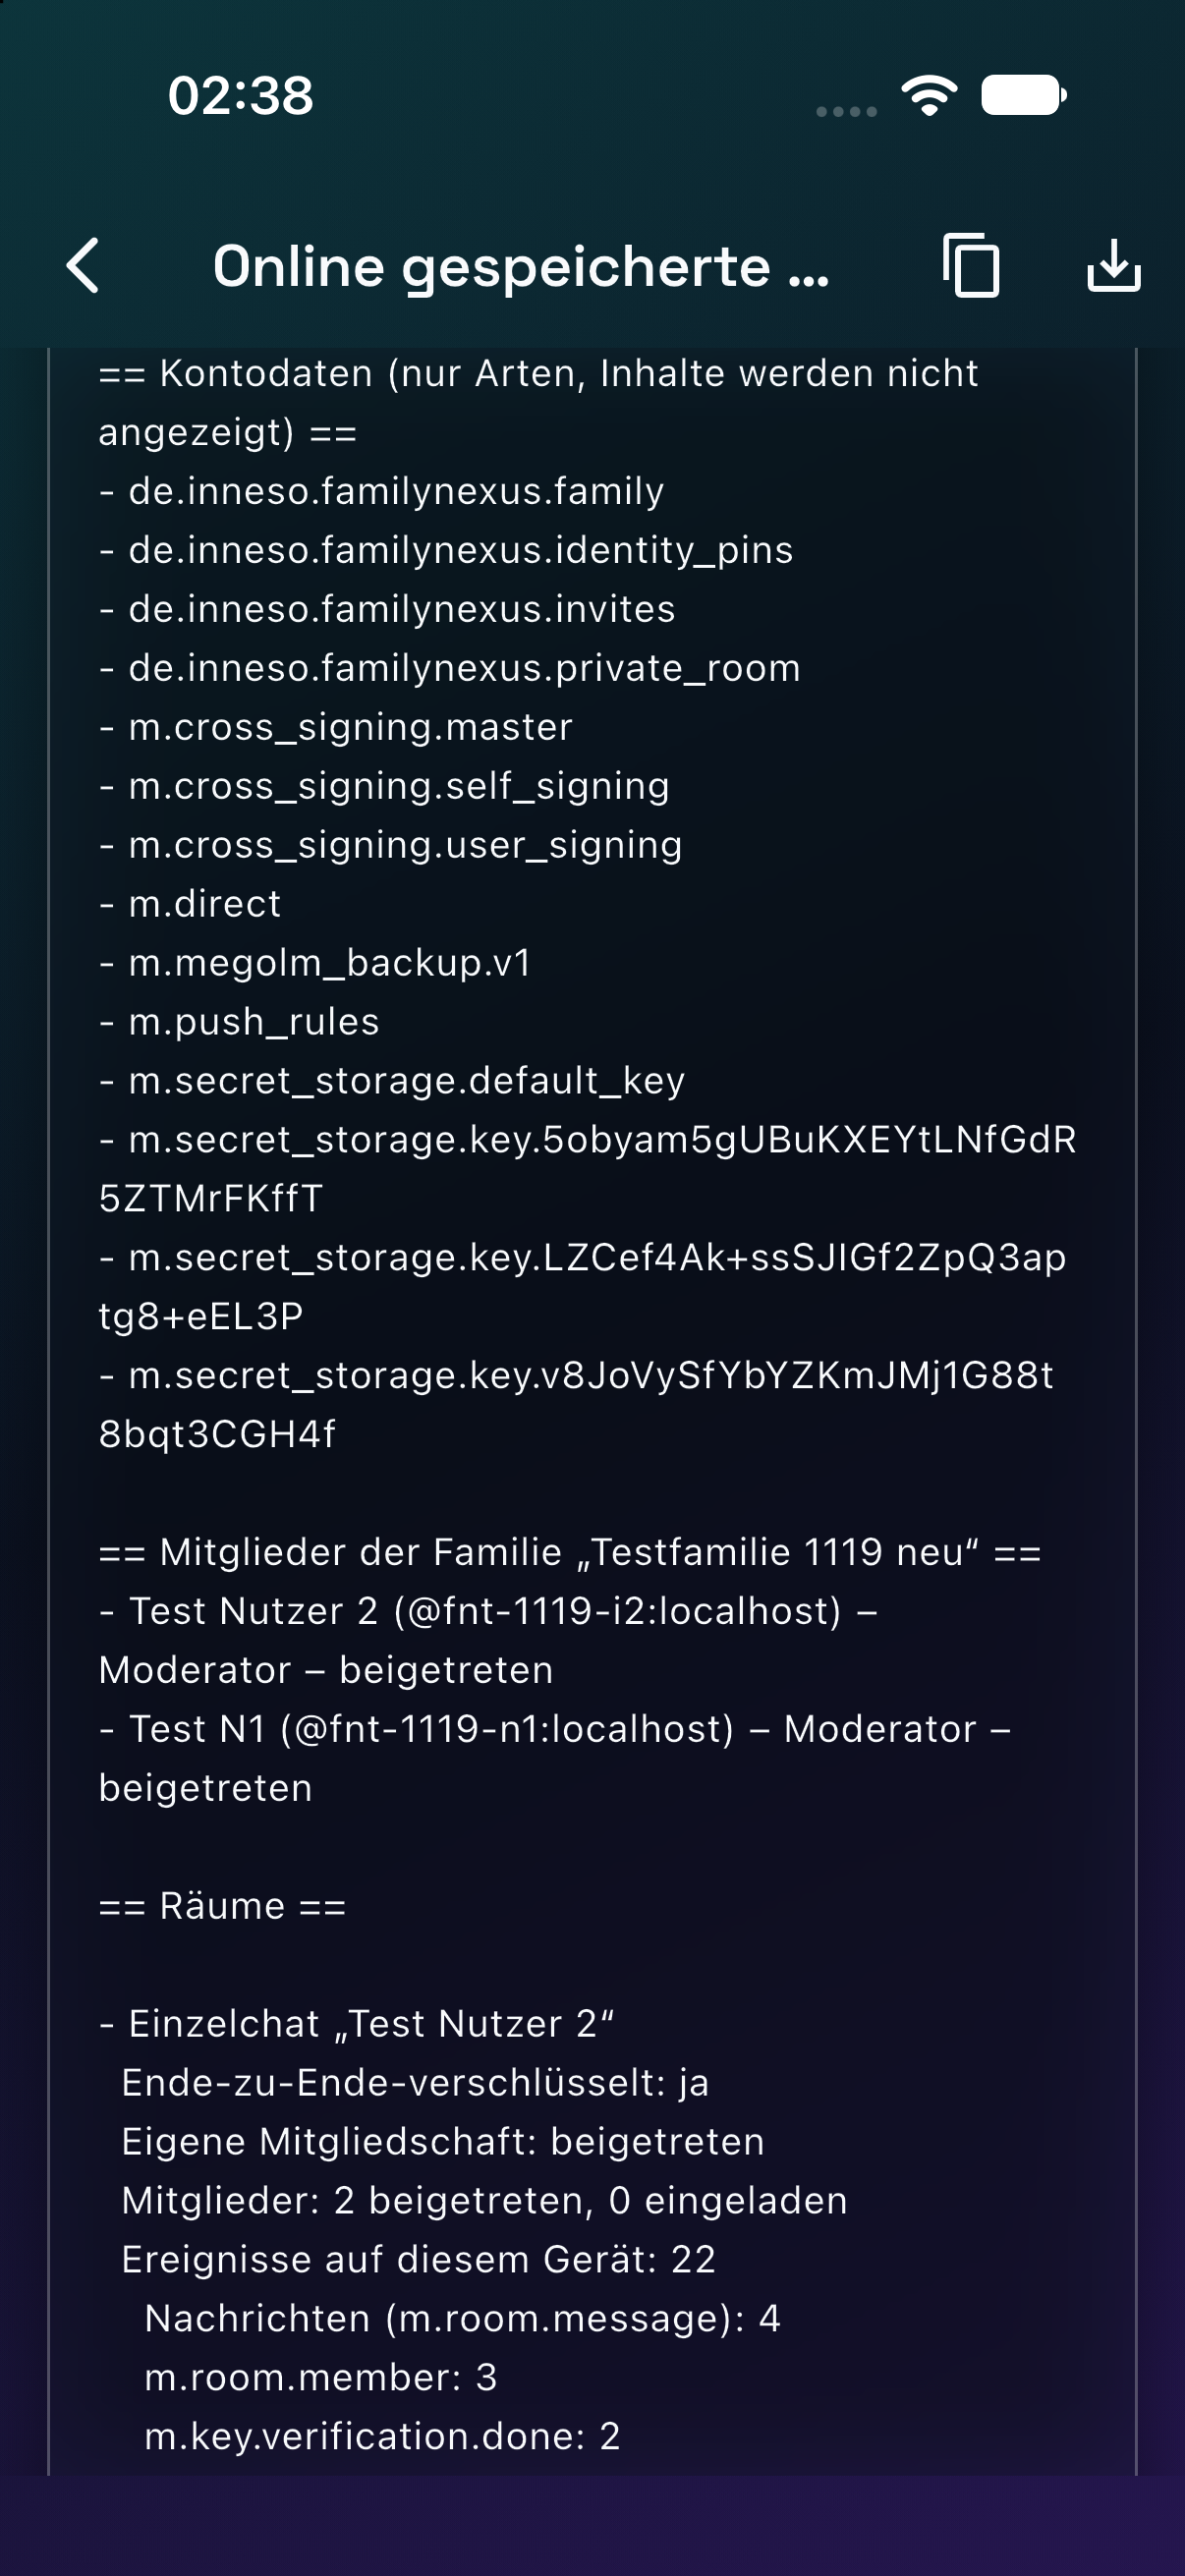 02:38
Online gespeicherte ...
== Kontodaten (nur Arten, Inhalte werden nicht
angezeigt) ==
- de.inneso.familynexus.family
- de.inneso.familynexus.identity_pins
- de.inneso.familynexus.invites
- de.inneso.familynexus.private_room
- m.cross_signing.master
- m.cross_signing.self_signing
- m.cross_signing.user_signing
- m.direct
- m.megolm_backup.v1
- m.push_rules
- m.secret_storage.default_key
- m.secret_storage.key.5obyam5gUBuKXEYtLNfGdR
5ZTMrFKffT
- m.secret_storage.key.LZCef4Ak+ssSJIGf2ZpQ3ap
tg8+eEL3P
- m.secret_storage.key.v8JoVySfYbYZKmJMj1G88t
8bqt3CGH4f
== Mitglieder der Familie „Testfamilie 1119 neu“ ==
- Test Nutzer 2 (@fnt-1119-i2:localhost) –
Moderator – beigetreten
- Test N1 (@fnt-1119-n1:localhost) – Moderator –
beigetreten
== Räume ==
- Einzelchat „Test Nutzer 2“
Ende-zu-Ende-verschlüsselt: ja
Eigene Mitgliedschaft: beigetreten
Mitglieder: 2 beigetreten, 0 eingeladen
Ereignisse auf diesem Gerät: 22
Nachrichten (m.room.message): 4
m.room.member: 3
m.key.verification.done: 2